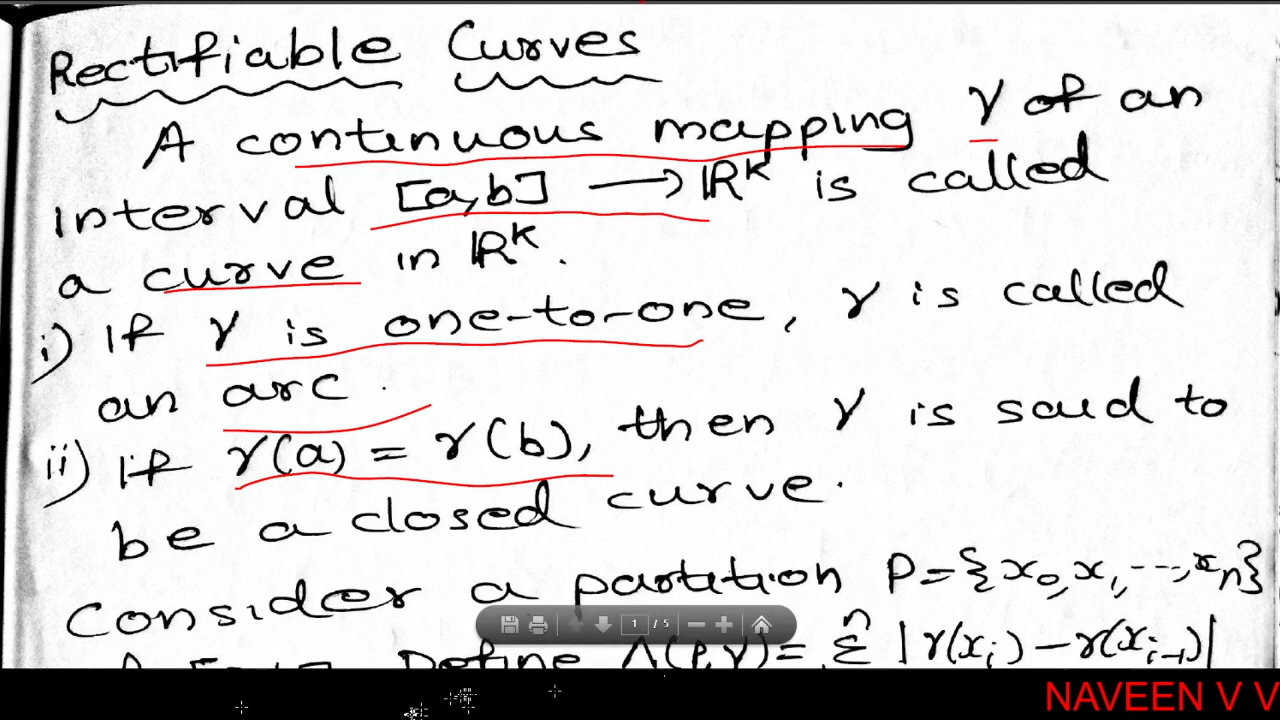 Rectifiable Curves
A continuous mapping γ of an
interval [a,b] → ℝᵏ is called
a curve in ℝᵏ.
i) If γ is one-to-one, γ is called
an arc.
ii) If γ(a) = γ(b), then γ is said to
be a closed curve.
Consider a partition P={x₀,x₁,---,xₙ}
Define Λ(P,γ)= Σ n |γ(xᵢ)-γ(xᵢ₋₁)|
1 / 5
NAVEEN V V